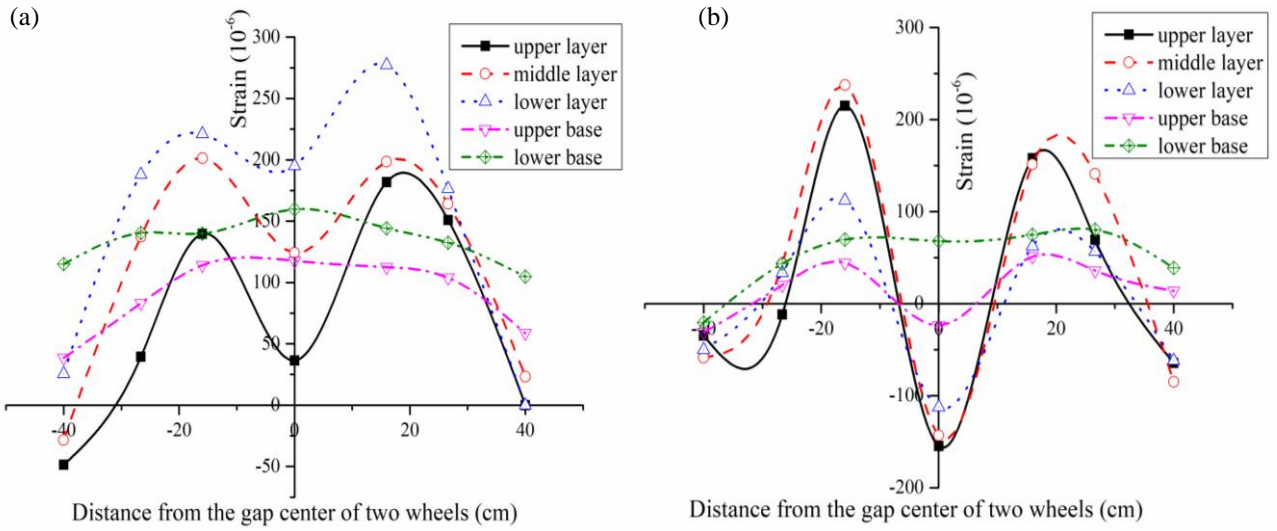 (a)
Strain (10⁻⁶)
300
250
200
150
100
50
0
-50
-40
-20
0
20
40
upper layer
middle layer
lower layer
upper base
lower base
Distance from the gap center of two wheels (cm)
(b)
Strain (10⁻⁶)
300
200
100
0
-100
-200
-40
-20
0
20
40
upper layer
middle layer
lower layer
upper base
lower base
Distance from the gap center of two wheels (cm)